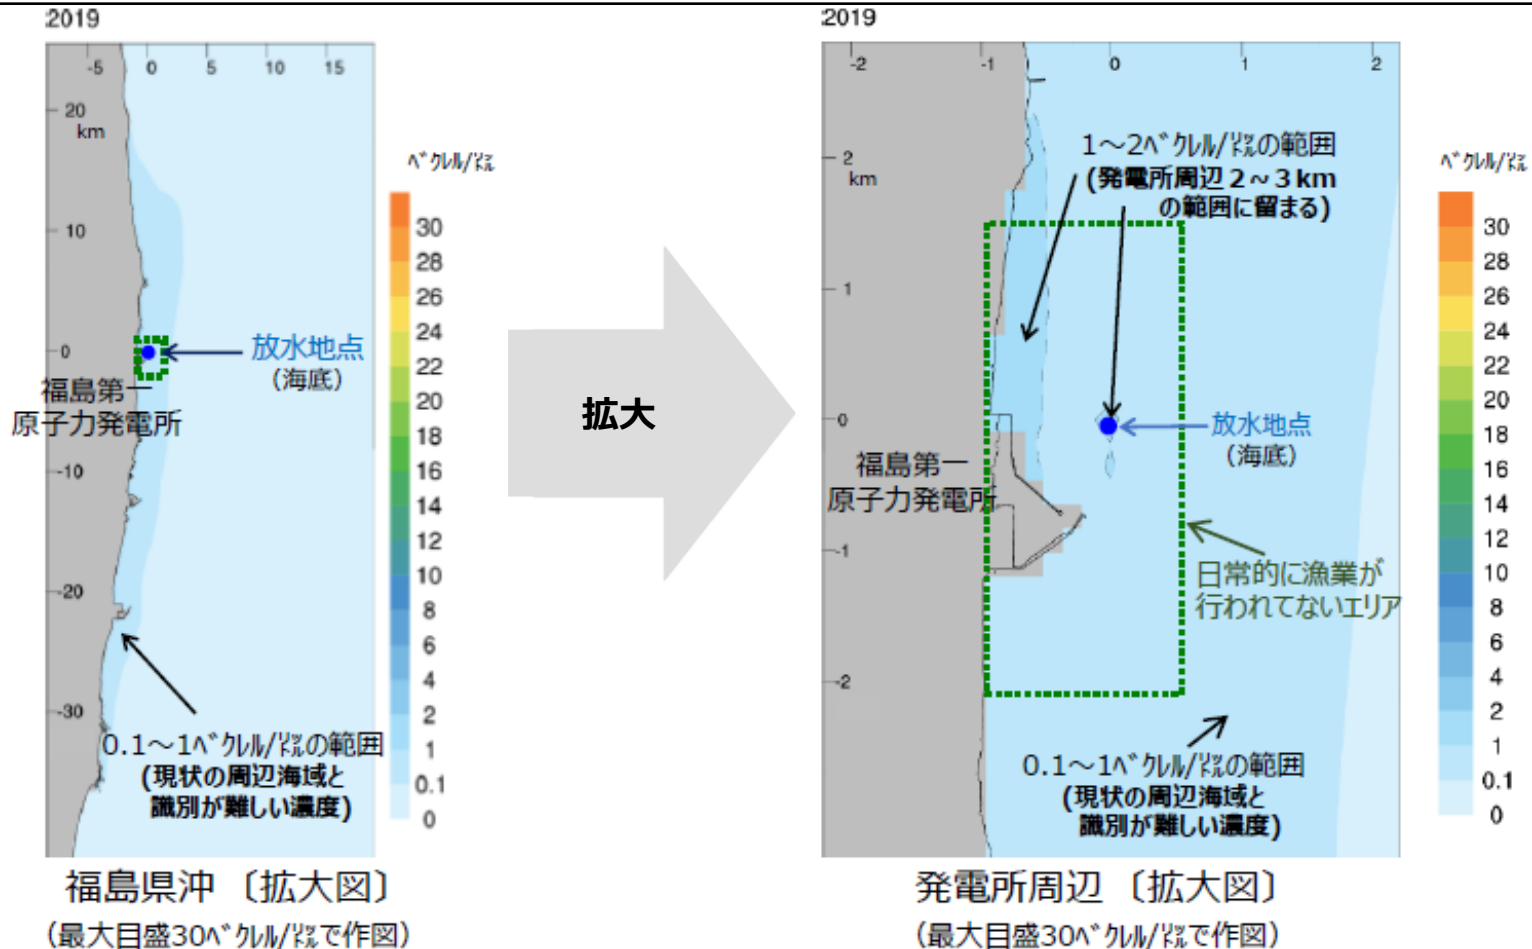 2019
-5 0 5 10 15
20
km
10
0
-10
-20
-30
放水地点
(海底)
福島第一
原子力発電所
0.1～1ベクレル/㍑の範囲
(現状の周辺海域と
識別が難しい濃度)
ベクレル/㍑
30
28
26
24
22
20
18
16
14
12
10
8
6
4
2
1
0.1
0
福島県沖〔拡大図〕
(最大目盛30ベクレル/㍑で作図)
拡大
2019
-2 -1 0 1 2
2
km
1
0
-1
-2
1～2ベクレル/㍑の範囲
(発電所周辺2～3km
の範囲に留まる)
放水地点
(海底)
福島第一
原子力発電所
日常的に漁業が
行われてないエリア
0.1～1ベクレル/㍑の範囲
(現状の周辺海域と
識別が難しい濃度)
ベクレル/㍑
30
28
26
24
22
20
18
16
14
12
10
8
6
4
2
1
0.1
0
発電所周辺〔拡大図〕
(最大目盛30ベクレル/㍑で作図)